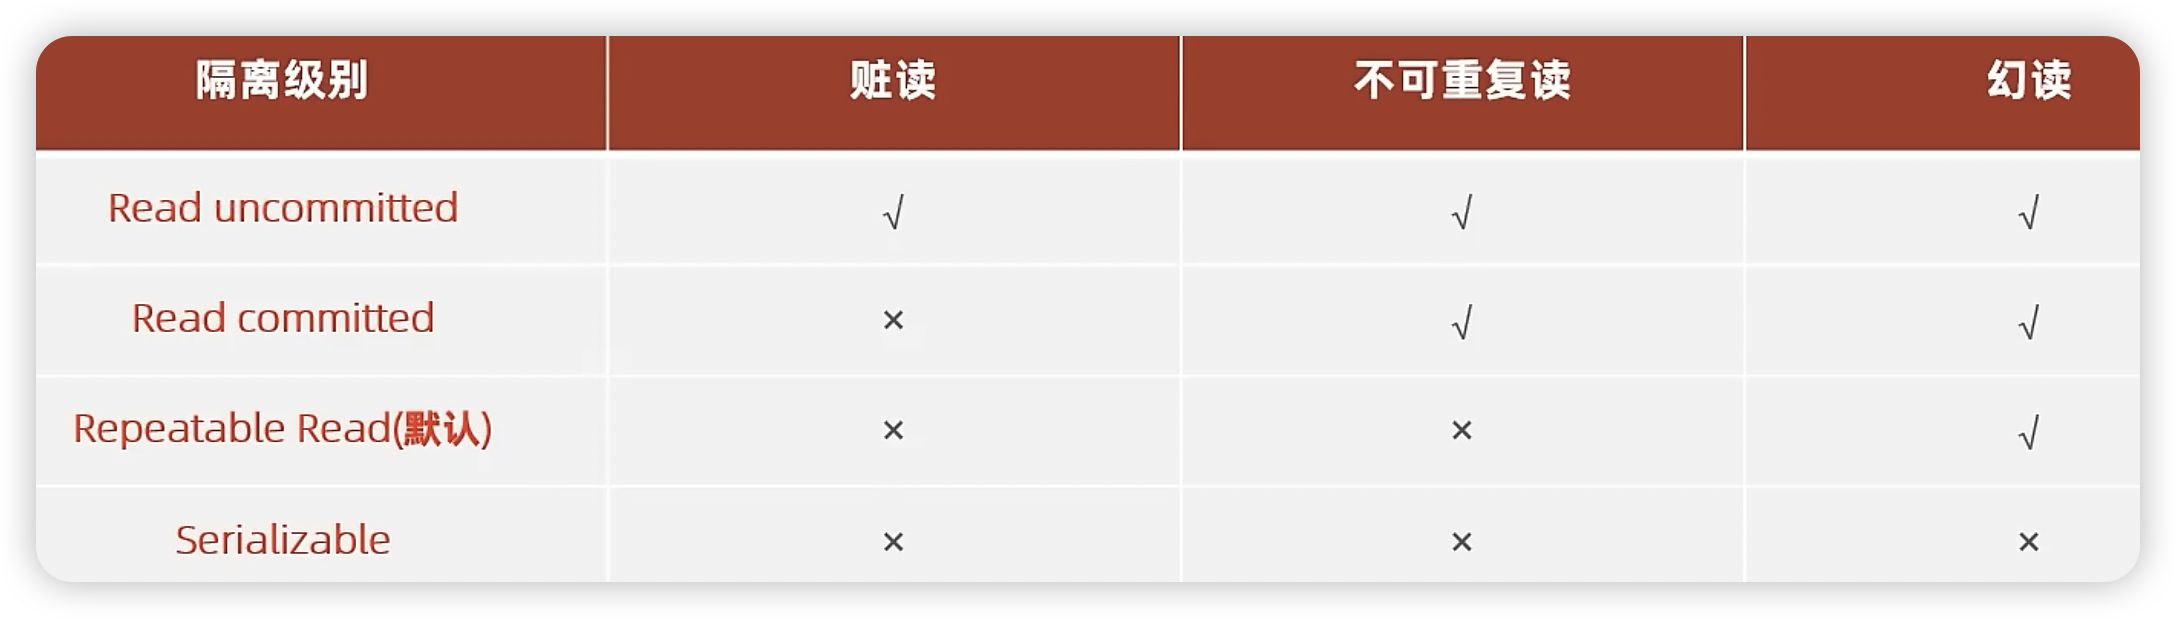 隔离级别 脏读 不可重复读 幻读
Read uncommitted √ √ √
Read committed × √ √
Repeatable Read(默认) × × √
Serializable × × ×